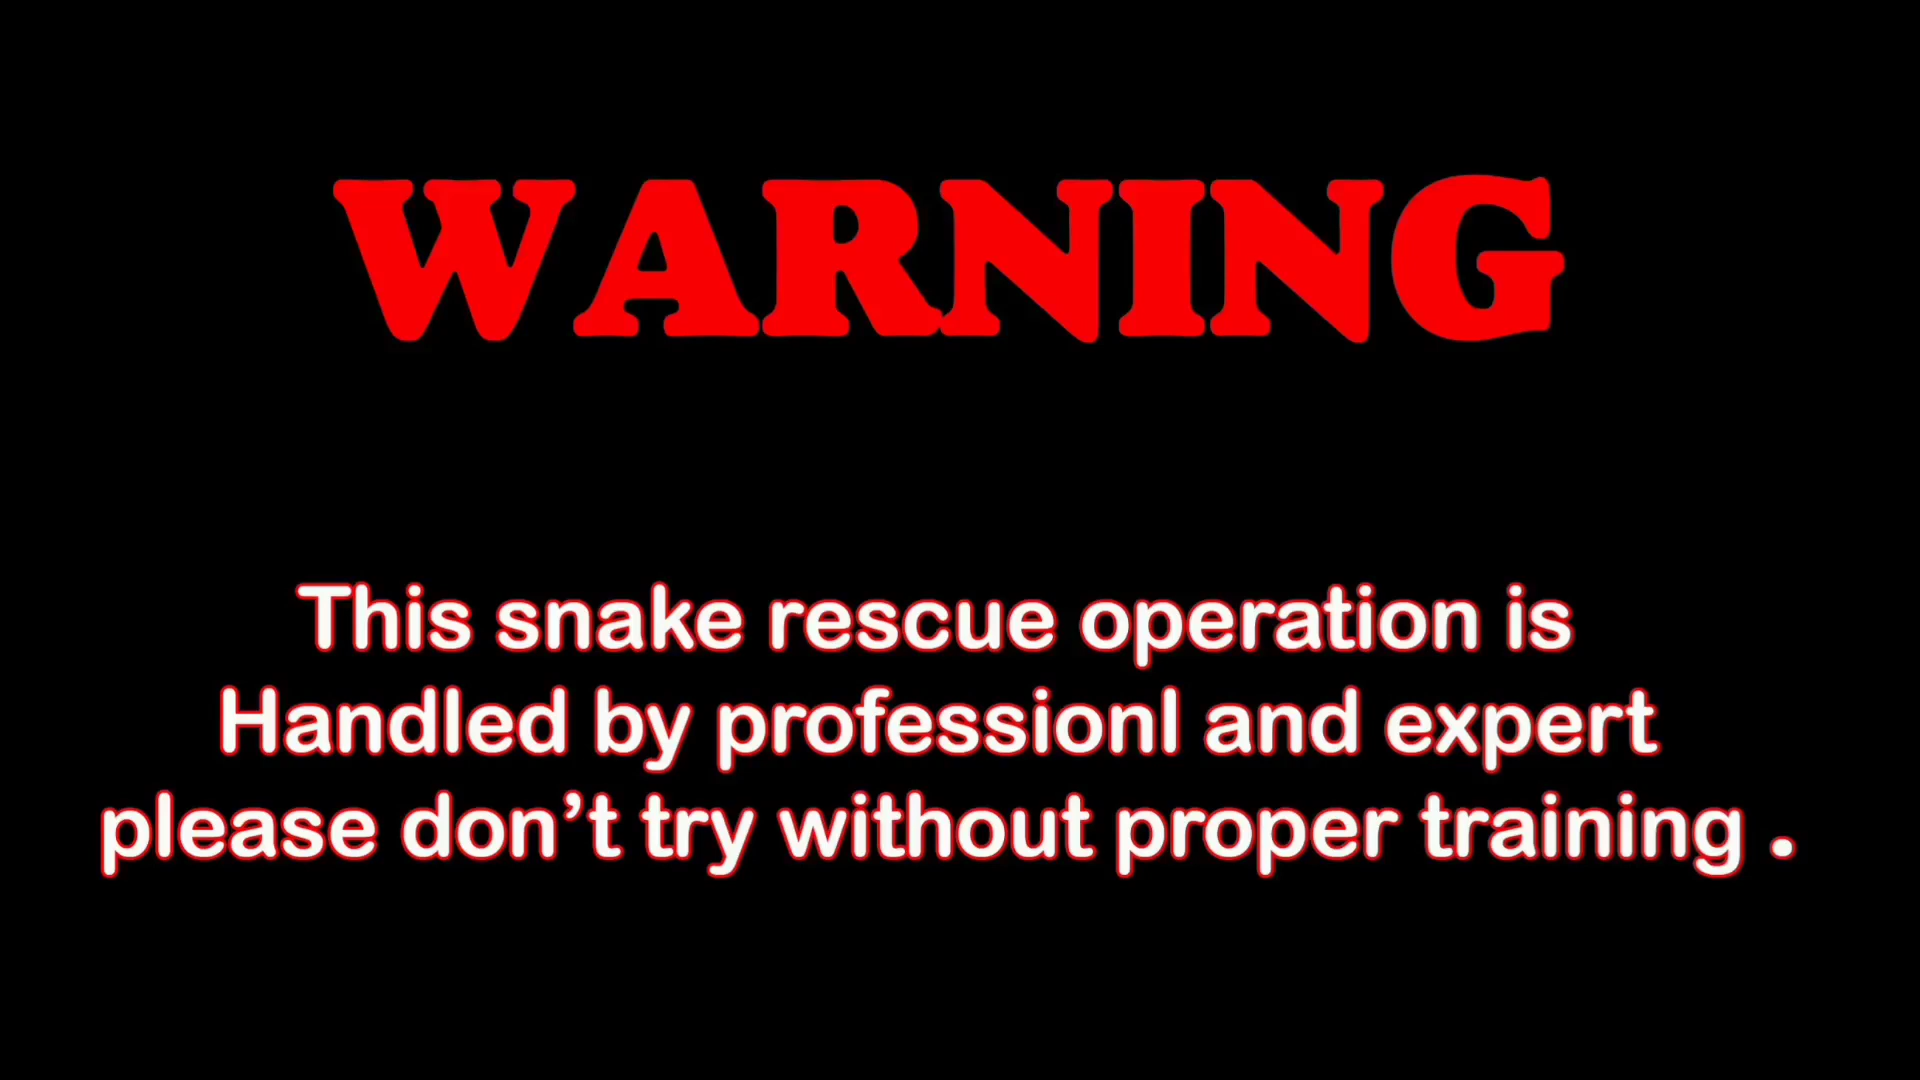 WARNING
This snake rescue operation is
Handled by professionl and expert
please don’t try without proper training .